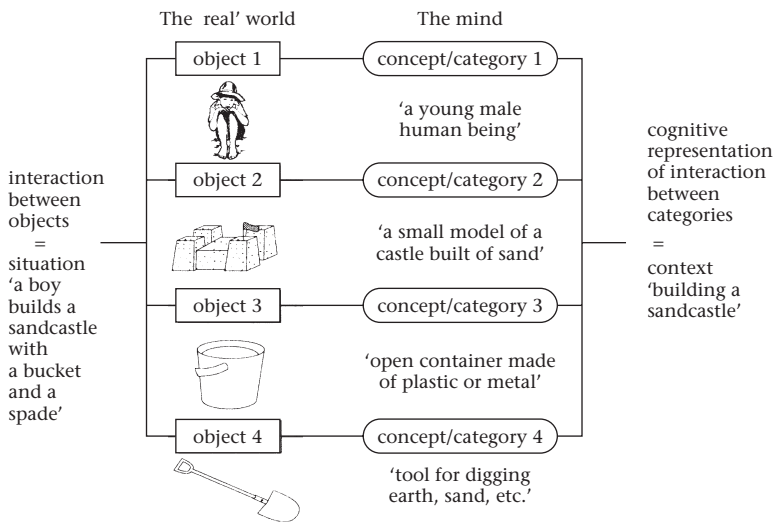 The real’ world
The mind
object 1
concept/category 1
‘a young male
human being’
object 2
concept/category 2
‘a small model of a
castle built of sand’
object 3
concept/category 3
‘open container made
of plastic or metal’
object 4
concept/category 4
‘tool for digging
earth, sand, etc.’
interaction
between
objects
=
situation
‘a boy
builds a
sandcastle
with
a bucket
and a
spade’
cognitive
representation
of interaction
between
categories
=
context
‘building a
sandcastle’